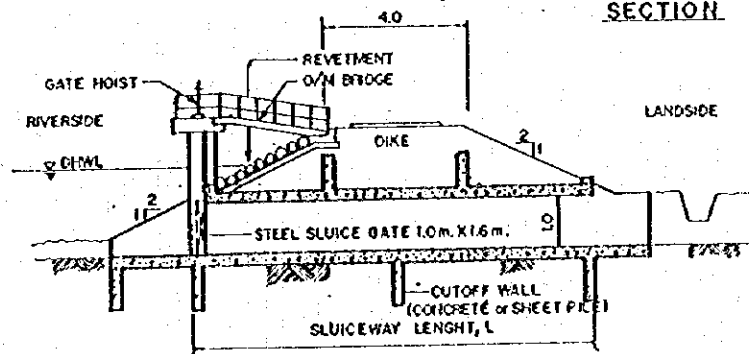 SECTION
4.0
REVETMENT
O/M BRIDGE
GATE HOIST
RIVERSIDE
LANDSIDE
DIKE
2
1
DHWL
2
1
STEEL SLUICE GATE 1.0m. X 1.6m.
1.0
CUTOFF WALL
(CONCRETE or SHEET PILE)
SLUICEWAY LENGHT, L